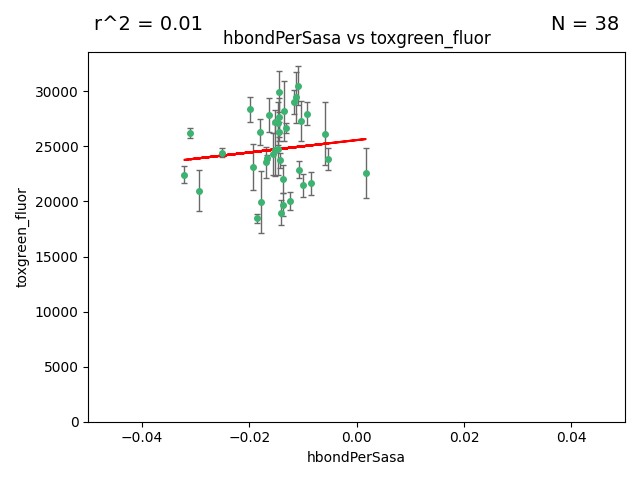 r^2 = 0.01
N = 38
hbondPerSasa vs toxgreen_fluor
30000
25000
20000
15000
10000
5000
0
toxgreen_fluor
−0.04
−0.02
0.00
0.02
0.04
hbondPerSasa